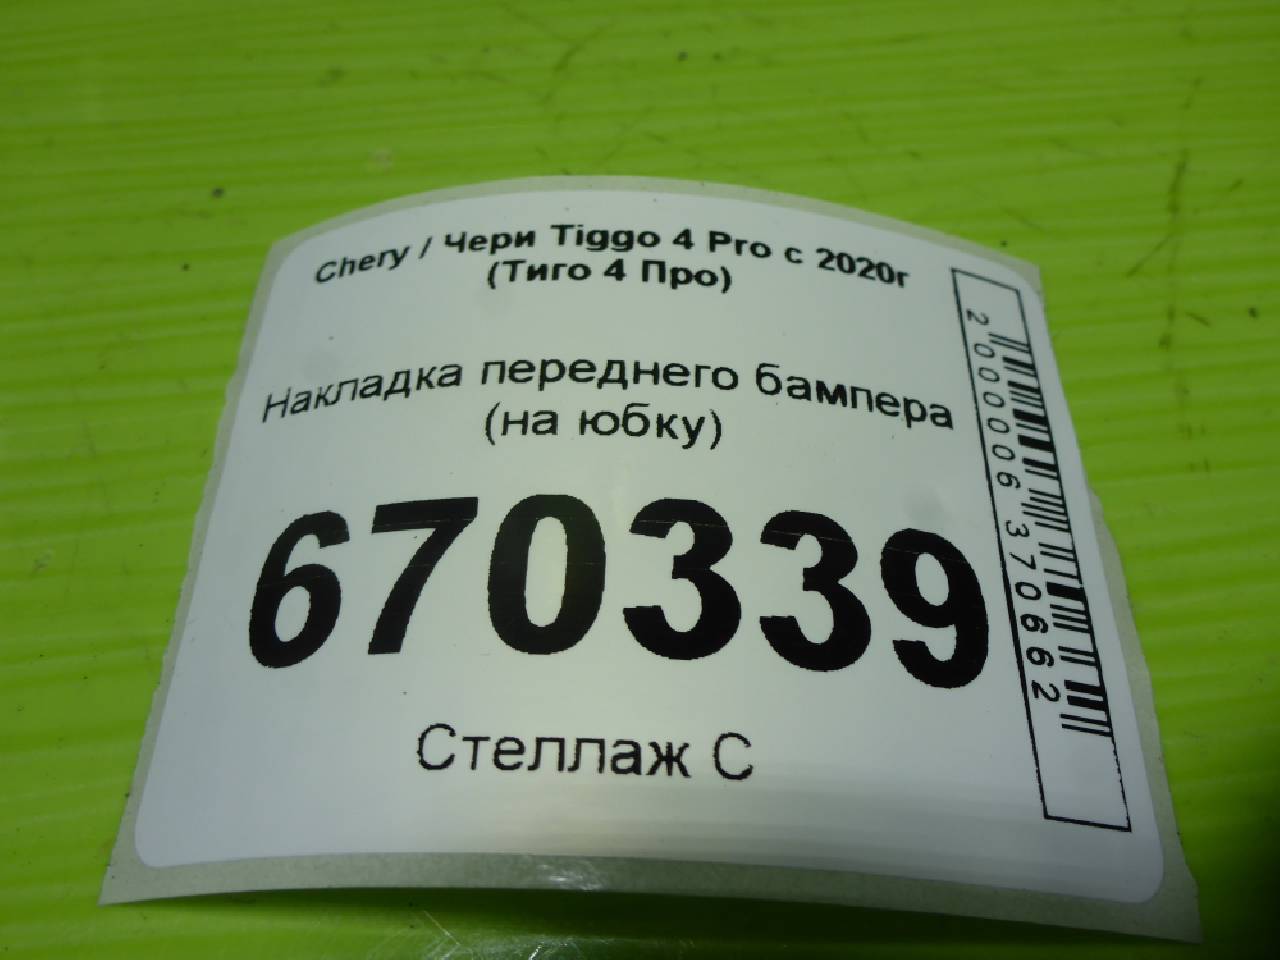 Chery / Чери Tiggo 4 Pro с 2020г
(Тиго 4 Про)
Накладка переднего бампера
(на юбку)
670339
Стеллаж С
2000006370662